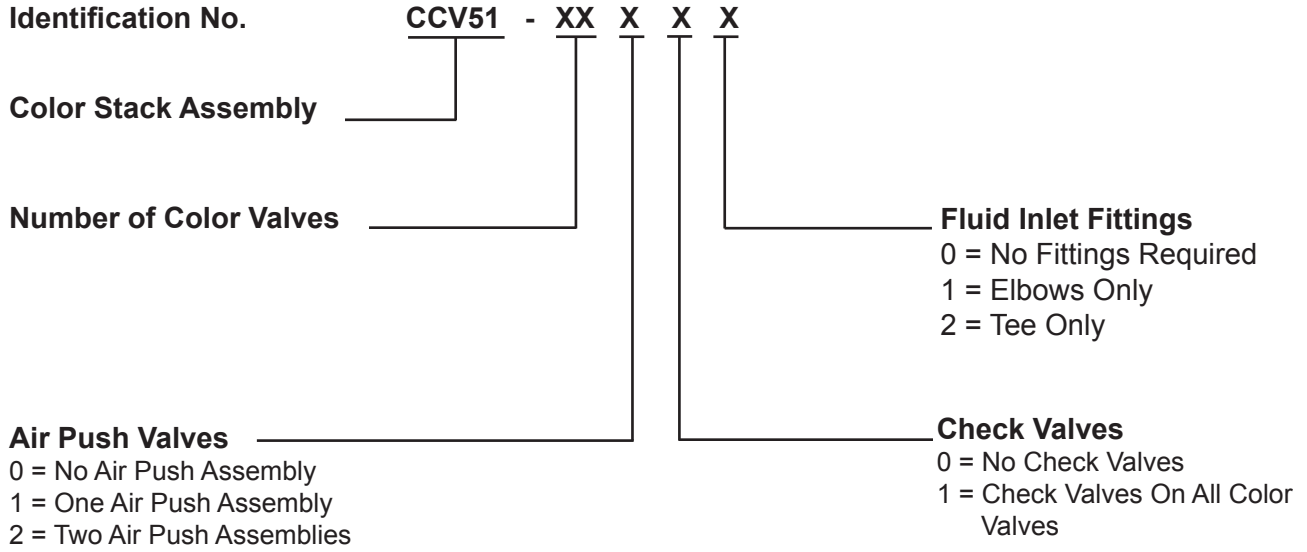 Identification No. CCV51 - XX X X X
Color Stack Assembly
Number of Color Valves
Fluid Inlet Fittings
0 = No Fittings Required
1 = Elbows Only
2 = Tee Only
Air Push Valves
0 = No Air Push Assembly
1 = One Air Push Assembly
2 = Two Air Push Assemblies
Check Valves
0 = No Check Valves
1 = Check Valves On All Color
Valves